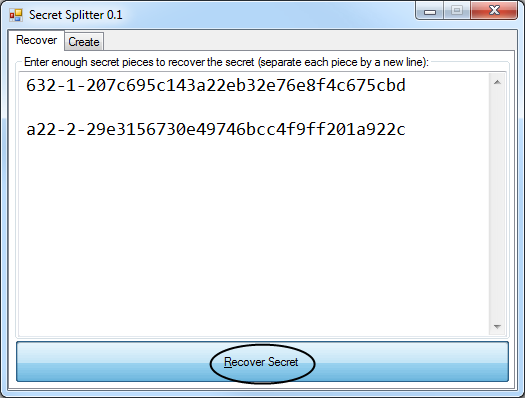 Secret Splitter 0.1
Recover Create
Enter enough secret pieces to recover the secret (separate each piece by a new line):
632-1-207c695c143a22eb32e76e8f4c675cbd
a22-2-29e3156730e49746bcc4f9ff201a922c
Recover Secret